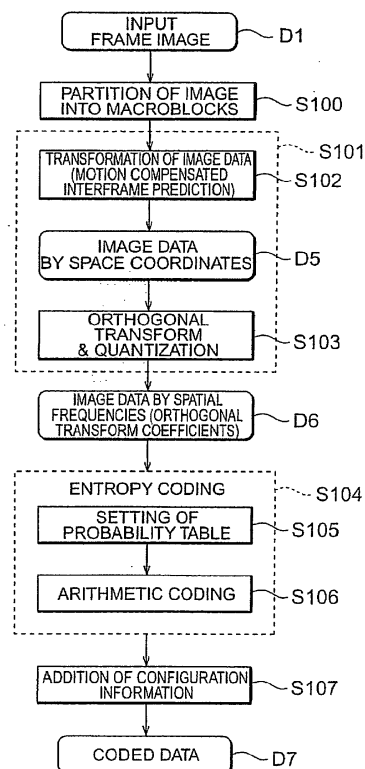 INPUT
FRAME IMAGE
D1
PARTITION OF IMAGE
INTO MACROBLOCKS
S100
S101
TRANSFORMATION OF IMAGE DATA
(MOTION COMPENSATED
INTERFRAME PREDICTION)
S102
IMAGE DATA
BY SPACE COORDINATES
D5
ORTHOGONAL
TRANSFORM
& QUANTIZATION
S103
IMAGE DATA BY SPATIAL
FREQUENCIES (ORTHOGONAL
TRANSFORM COEFFICIENTS)
D6
ENTROPY CODING
S104
SETTING OF
PROBABILITY TABLE
S105
ARITHMETIC CODING
S106
ADDITION OF CONFIGURATION
INFORMATION
S107
CODED DATA
D7